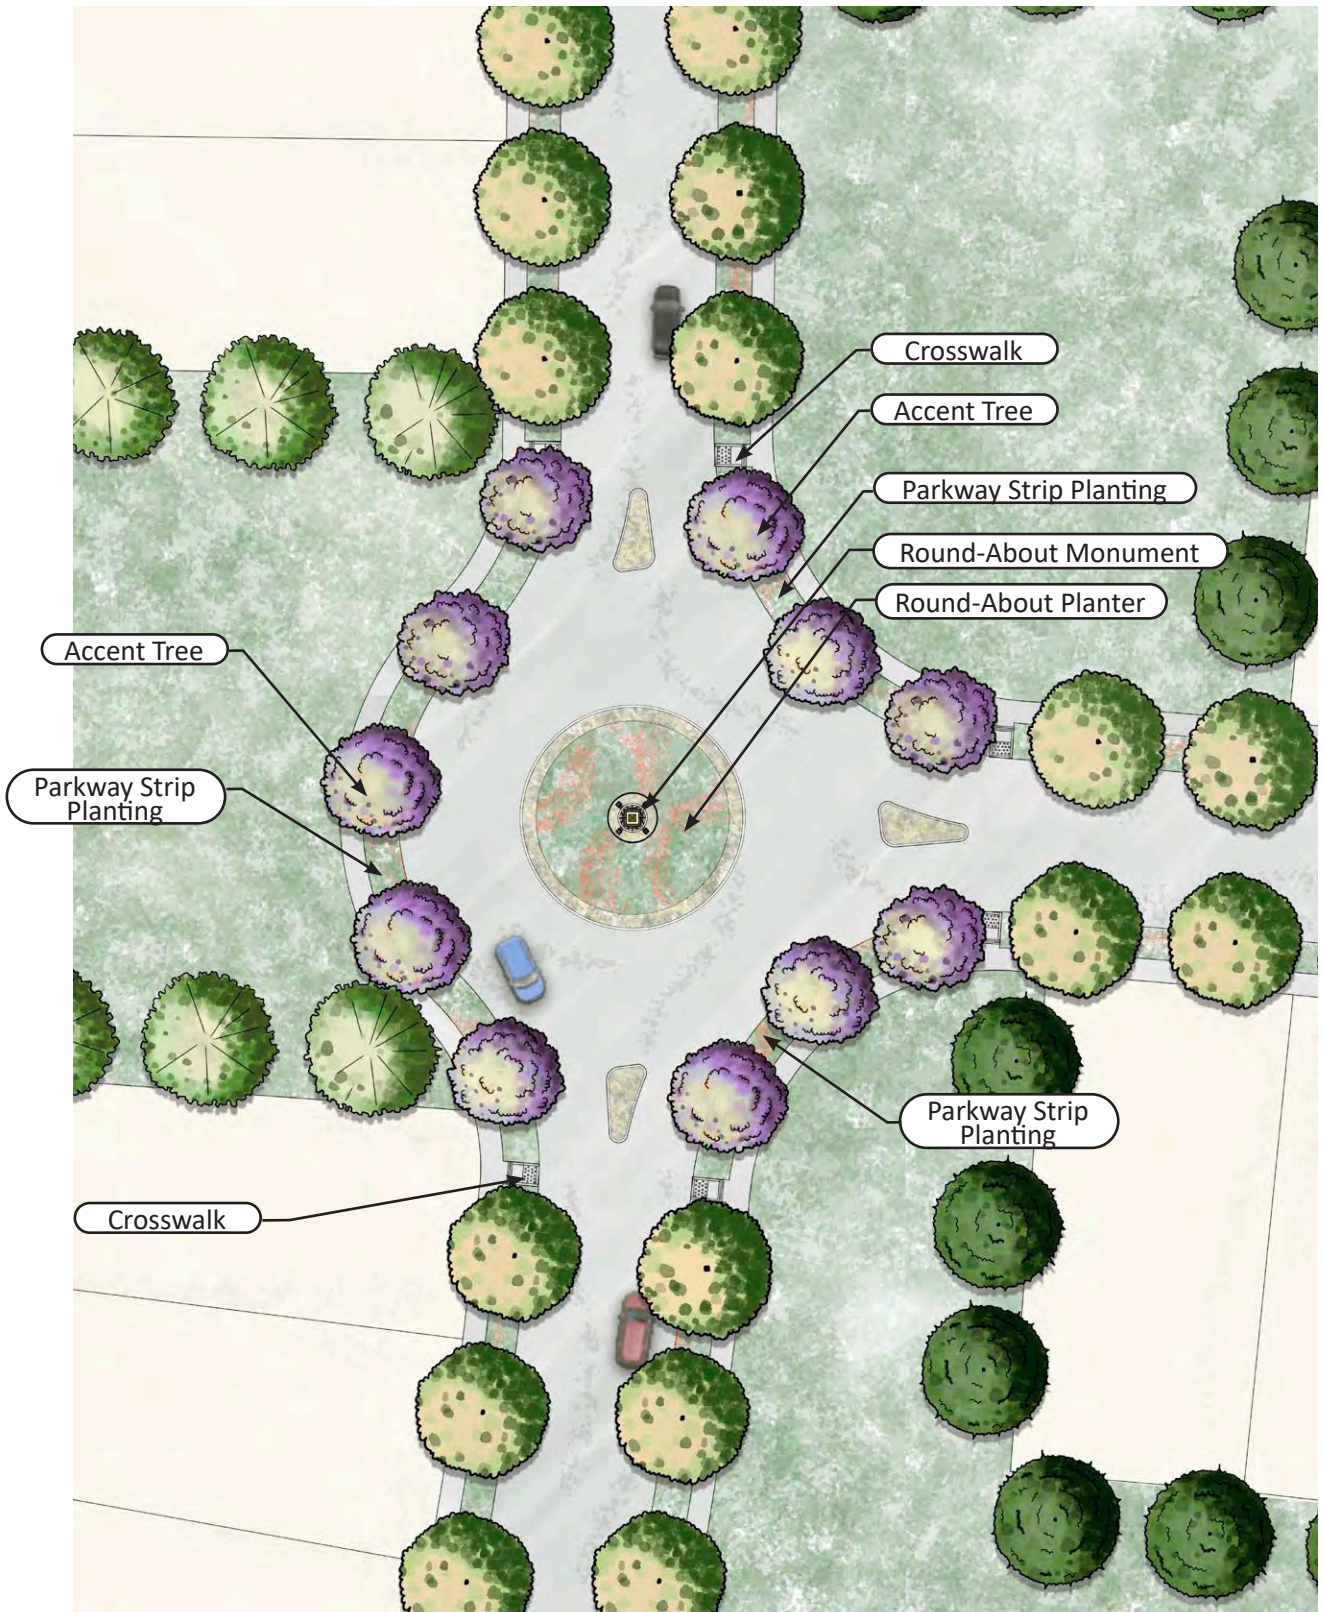 Crosswalk
Accent Tree
Parkway Strip Planting
Round-About Monument
Round-About Planter
Accent Tree
Parkway Strip
Planting
Parkway Strip
Planting
Crosswalk